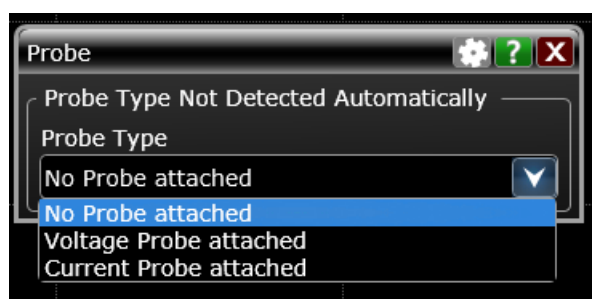 Probe
?
X
Probe Type Not Detected Automatically
Probe Type
No Probe attached
No Probe attached
Voltage Probe attached
Current Probe attached